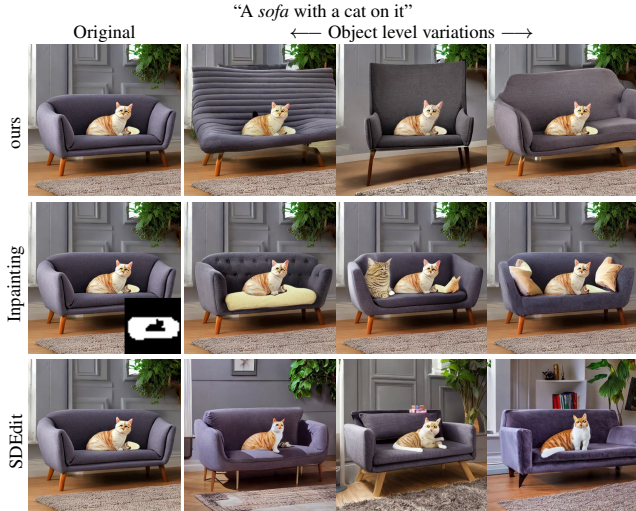 “A sofa with a cat on it”
Original
←— Object level variations —→
ours
Inpainting
SDEdit